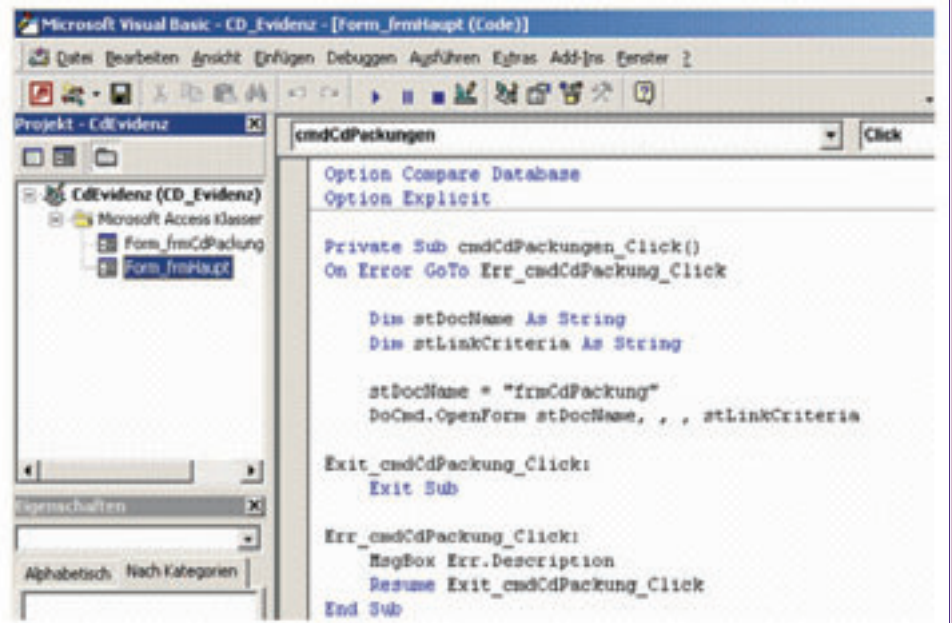 Microsoft Visual Basic - CD_Evidenz - [Form_frmHaupt (Code)]
Datei Bearbeiten Ansicht Einfügen Debuggen Ausführen Extras Add-Ins Fenster ?
Projekt - CdEvidenz
CdEvidenz (CD_Evidenz)
Microsoft Access Klasser
Form_frmCdPackung
Form_frmHaupt
Eigenschaften
Alphabetisch Nach Kategorien
cmdCdPackungen Click
Option Compare Database
Option Explicit
Private Sub cmdCdPackungen_Click()
On Error GoTo Err_cmdCdPackung_Click
Dim stDocName As String
Dim stLinkCriteria As String
stDocName = "frmCdPackung"
DoCmd.OpenForm stDocName, , , stLinkCriteria
Exit_cmdCdPackung_Click:
Exit Sub
Err_cmdCdPackung_Click:
MsgBox Err.Description
Resume Exit_cmdCdPackung_Click
End Sub